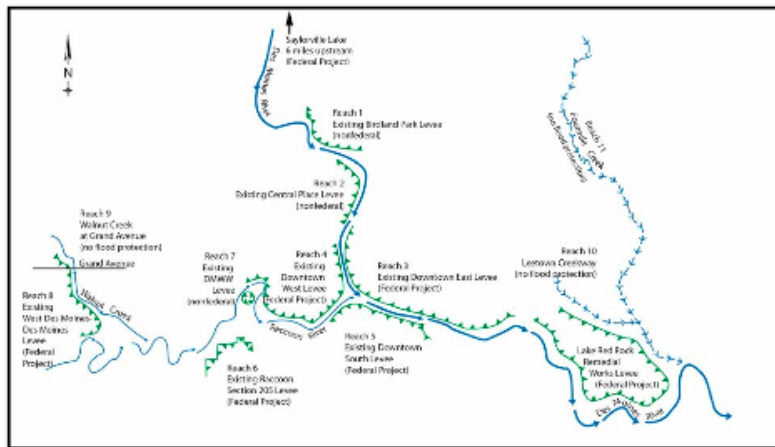 Saylorville Lake
6 miles upstream
(Federal Project)
Des Moines River
N
Reach 1
Existing Birdland Park Levee
(nonfederal)
Reach 11
Fourmile Creek
(no flood protection)
Reach 2
Existing Central Place Levee
(nonfederal)
Reach 9
Walnut Creek
at Grand Avenue
(no flood protection)
Grand Avenue
Reach 7
Existing
DMWW
Levee
(nonfederal)
Reach 4
Existing
Downtown
West Levee
(Federal Project)
Reach 3
Existing Downtown East Levee
(Federal Project)
Reach 10
Leetown Creekway
(no flood protection)
Reach 8
Existing
West Des Moines-
Des Moines
Levee
(Federal
Project)
Walnut Creek
Raccoon River
Reach 5
Existing Downtown
South Levee
(Federal Project)
Reach 6
Existing Raccoon
Section 205 Levee
(Federal Project)
Lake Red Rock
Remedial
Works Levee
(Federal Project)
Des Moines River